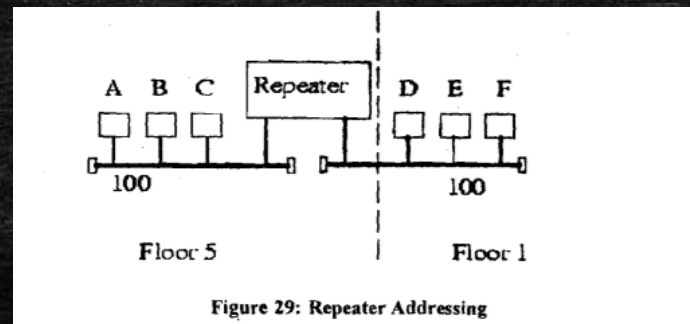 A B C Repeater D E F
100 100
Floor 5 Floor 1
Figure 29: Repeater Addressing